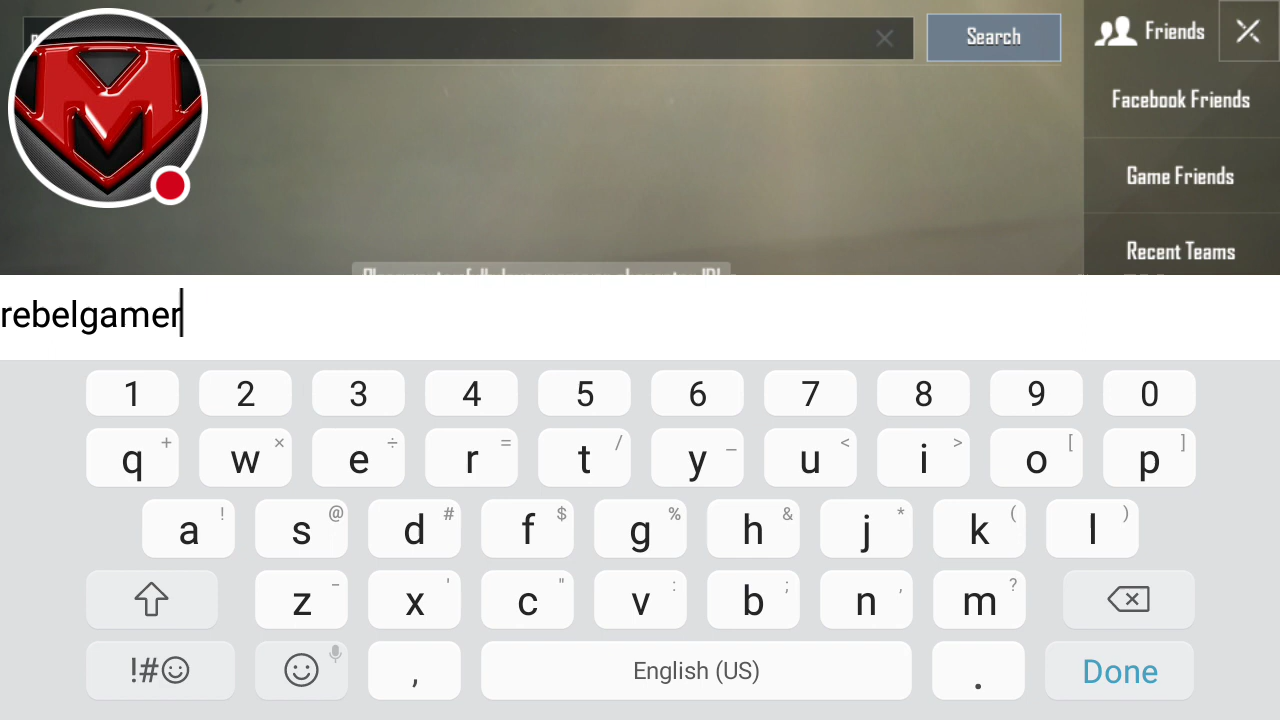 Search
Friends
Facebook Friends
Game Friends
Recent Teams
M
rebelgamer
1 2 3 4 5 6 7 8 9 0
q + w × e ÷ r = t / y _ u < i > o [ p ]
a ! s @ d # f $ g % h & j * k ( l )
z - x ' c " v : b ; n , m ?
!#☺ , English (US) . Done